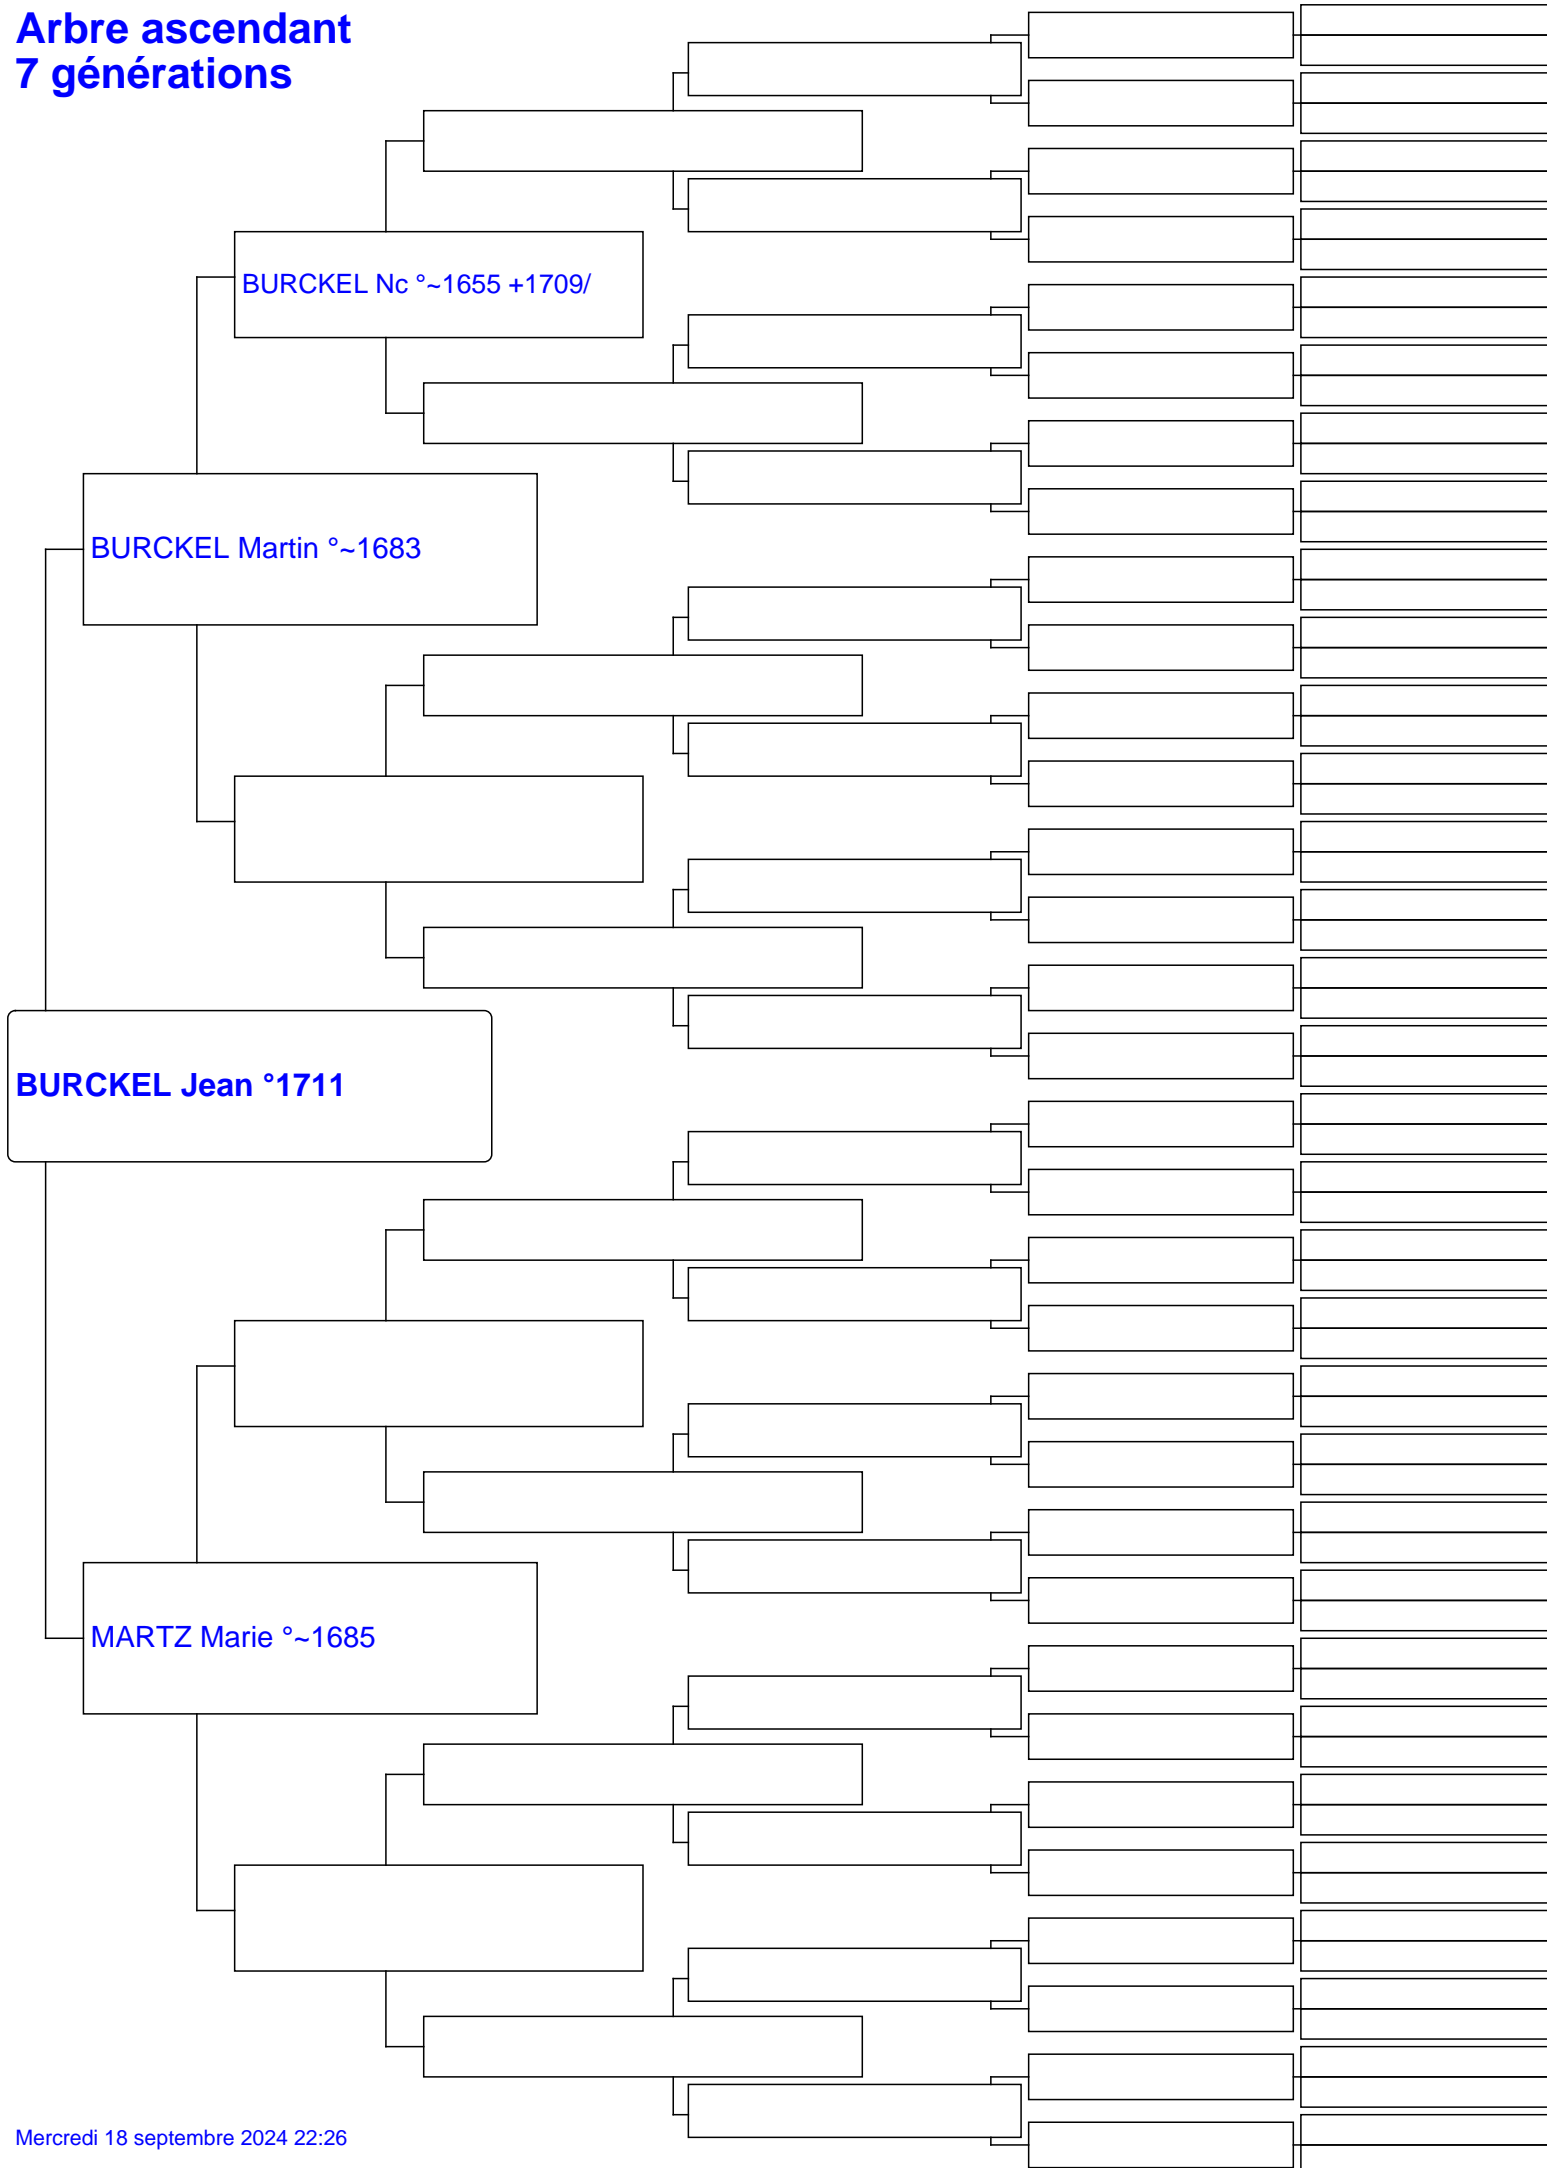 Arbre ascendant
7 générations
BURCKEL Nc °~1655 +1709/
BURCKEL Martin °~1683
BURCKEL Jean °1711
MARTZ Marie °~1685
Mercredi 18 septembre 2024 22:26